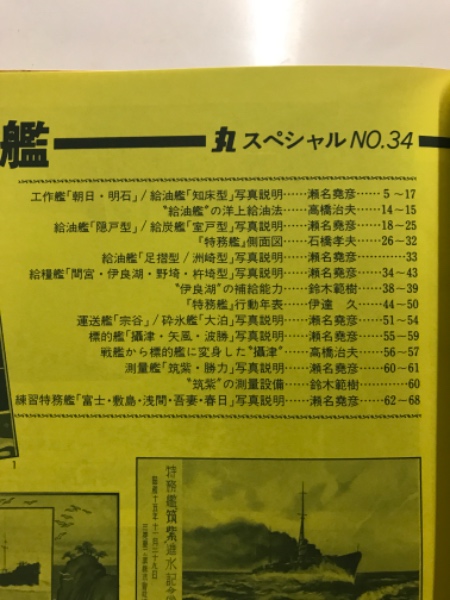 艦
丸スペシャル NO.34
工作艦「朝日・明石」/給油艦「知床型」写真説明……瀬名堯彦……5～17
〝給油艦〟の洋上給油法……高橋治夫……14～15
給油艦「隠戸型」/給炭艦「室戸型」写真説明……瀬名堯彦……18～25
『特務艦』側面図……石橋孝夫……26～32
給油艦「足摺型/洲崎型」写真説明……瀬名堯彦……33
給糧艦「間宮・伊良湖・野埼・杵埼型」写真説明……瀬名堯彦……34～43
〝伊良湖〟の補給能力……鈴木範樹……38～39
『特務艦』行動年表……伊達 久……44～50
運送艦「宗谷」/砕氷艦「大泊」写真説明……瀬名堯彦……51～54
標的艦「攝津・矢風・波勝」写真説明……瀬名堯彦……55～59
戦艦から標的艦に変身した〝攝津〟……高橋治夫……56～57
測量艦「筑紫・勝力」写真説明……瀬名堯彦……60～61
〝筑紫〟の測量設備……鈴木範樹……60
練習特務艦「富士・敷島・浅間・吾妻・春日」写真説明……瀬名堯彦……62～68
1
特務艦筑紫進水記念